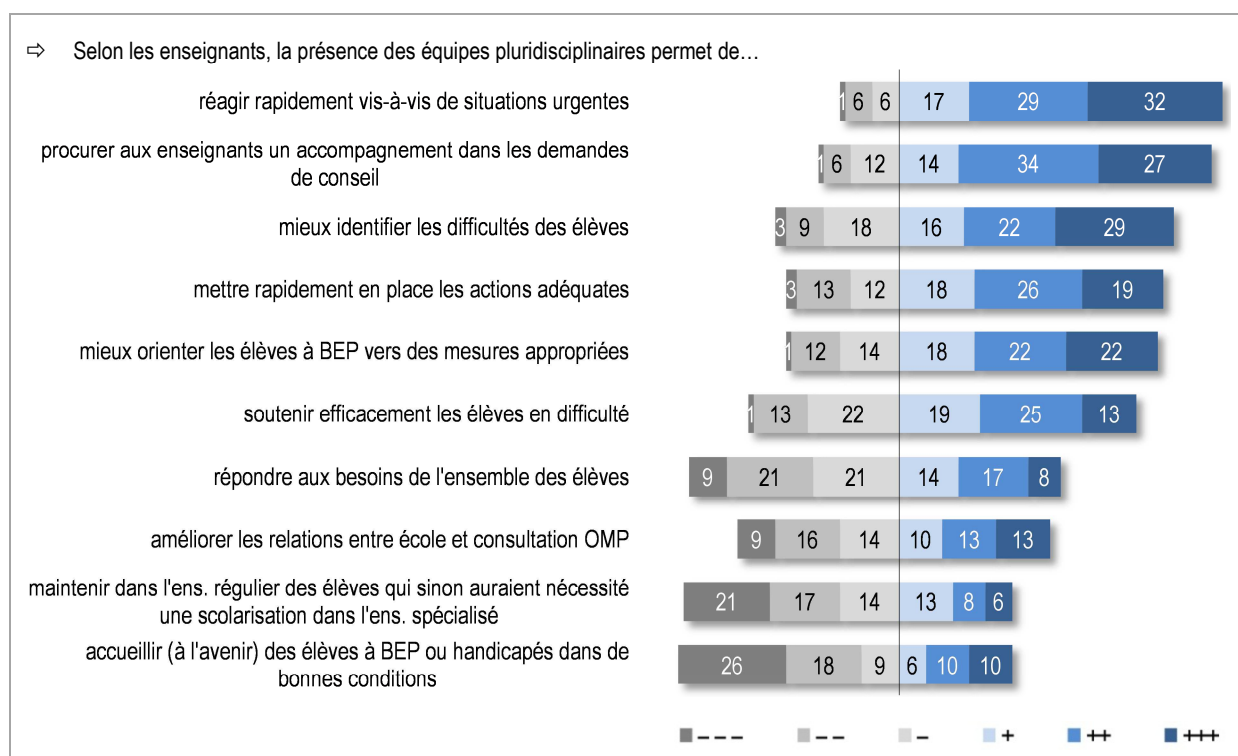 ⇨ Selon les enseignants, la présence des équipes pluridisciplinaires permet de…
réagir rapidement vis-à-vis de situations urgentes
1 6 6 17 29 32
procurer aux enseignants un accompagnement dans les demandes
de conseil
1 6 12 14 34 27
mieux identifier les difficultés des élèves
3 9 18 16 22 29
mettre rapidement en place les actions adéquates
3 13 12 18 26 19
mieux orienter les élèves à BEP vers des mesures appropriées
1 12 14 18 22 22
soutenir efficacement les élèves en difficulté
1 13 22 19 25 13
répondre aux besoins de l'ensemble des élèves
9 21 21 14 17 8
améliorer les relations entre école et consultation OMP
9 16 14 10 13 13
maintenir dans l'ens. régulier des élèves qui sinon auraient nécessité
une scolarisation dans l'ens. spécialisé
21 17 14 13 8 6
accueillir (à l'avenir) des élèves à BEP ou handicapés dans de
bonnes conditions
26 18 9 6 10 10
--- -- - + ++ +++